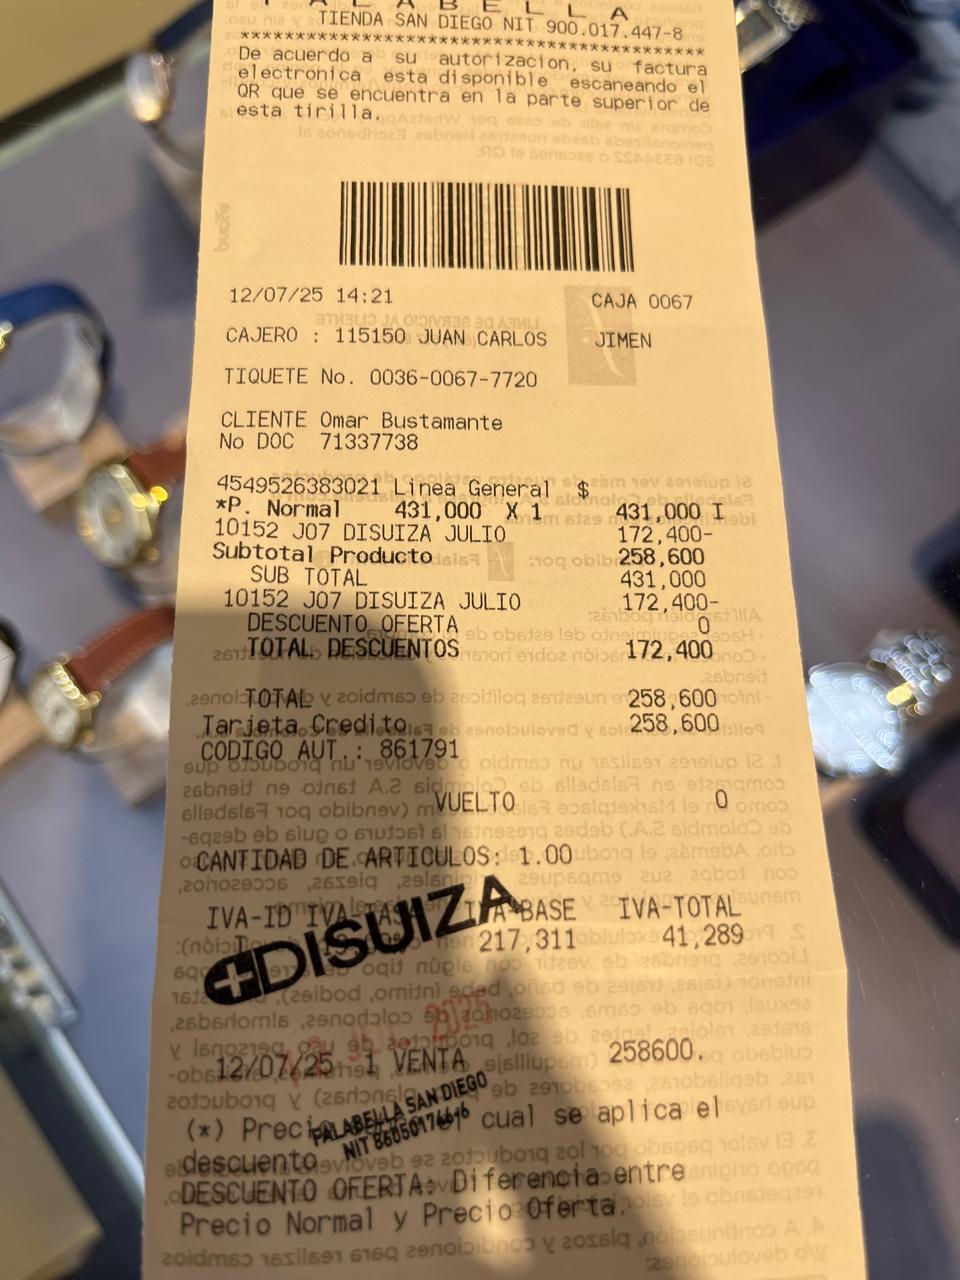 FALABELLA
TIENDA SAN DIEGO NIT 900.017.447-8
********************************************
De acuerdo a su autorizacion, su factura
electronica esta disponible escaneando el
QR que se encuentra en la parte superior de
esta tirilla.
12/07/25 14:21 CAJA 0067
CAJERO : 115150 JUAN CARLOS JIMEN
TIQUETE No. 0036-0067-7720
CLIENTE Omar Bustamante
No DOC 71337738
4549526383021 Linea General $
*P. Normal 431,000 X 1 431,000 I
10152 J07 DISUIZA JULIO 172,400-
Subtotal Producto 258,600
SUB TOTAL 431,000
10152 J07 DISUIZA JULIO 172,400-
DESCUENTO OFERTA 0
TOTAL DESCUENTOS 172,400
TOTAL 258,600
Tarjeta Credito 258,600
CODIGO AUT.: 861791
VUELTO 0
CANTIDAD DE ARTICULOS: 1.00
IVA-ID IVA-TASA IVA-BASE IVA-TOTAL
217,311 41,289
DISUIZA
2025
12/07/25 1 VENTA 258600.
FALABELLA SAN DIEGO
NIT 860501766-6
(*) Precio cual se aplica el
descuento
DESCUENTO OFERTA: Diferencia entre
Precio Normal y Precio Oferta.